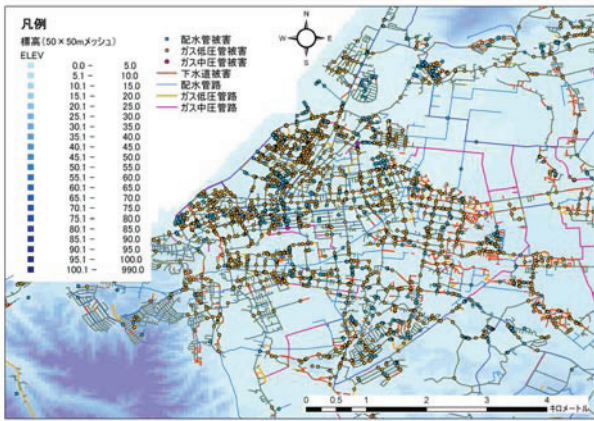 凡例
標高(50×50mメッシュ)
ELEV
0.0 - 5.0
5.1 - 10.0
10.1 - 15.0
15.1 - 20.0
20.1 - 25.0
25.1 - 30.0
30.1 - 35.0
35.1 - 40.0
40.1 - 45.0
45.1 - 50.0
50.1 - 55.0
55.1 - 60.0
60.1 - 65.0
65.1 - 70.0
70.1 - 75.0
75.1 - 80.0
80.1 - 85.0
85.1 - 90.0
90.1 - 95.0
95.1 - 100.0
100.1 - 990.0
配水管被害
ガス低圧管被害
ガス中圧管被害
下水道被害
配水管路
ガス低圧管路
ガス中圧管路
N
W E
S
0 0.5 1 2 3 4
キロメートル